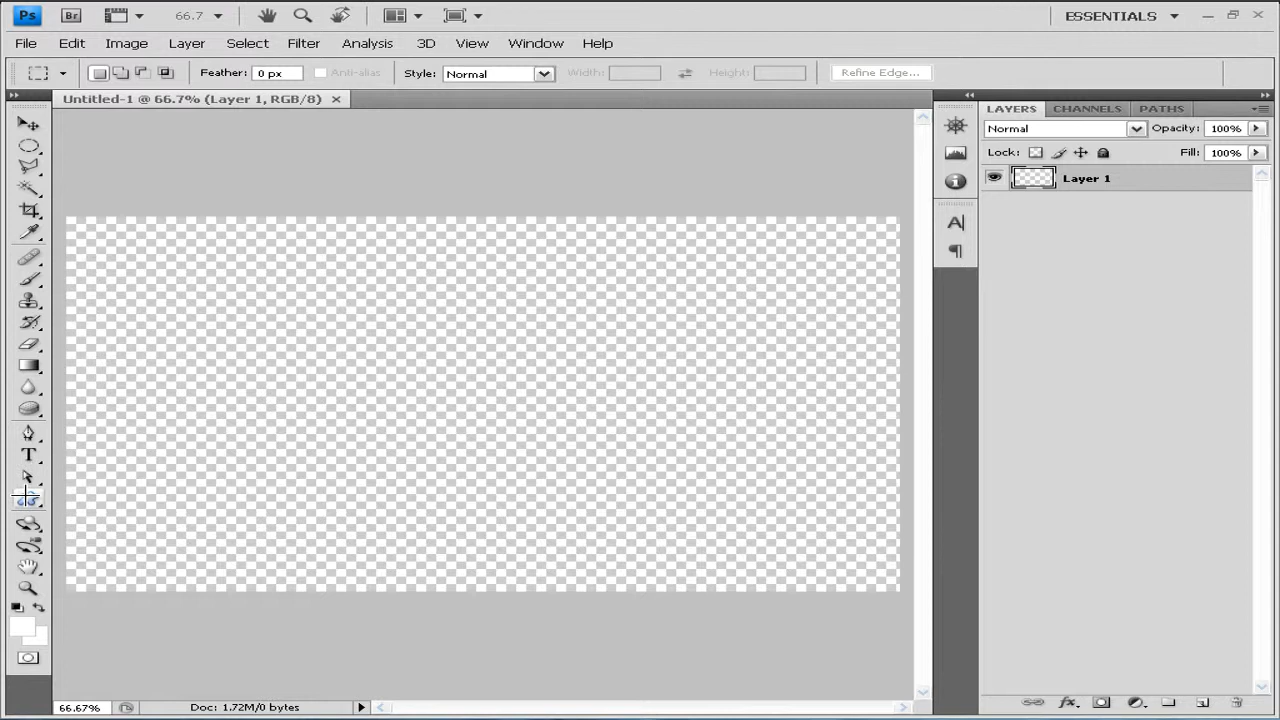 Ps Br 66.7 ESSENTIALS
File Edit Image Layer Select Filter Analysis 3D View Window Help
Feather: 0 px Anti-alias Style: Normal Width: Height: Refine Edge...
Untitled-1 @ 66.7% (Layer 1, RGB/8)
LAYERS CHANNELS PATHS
Normal Opacity: 100%
Lock: Fill: 100%
Layer 1
66.67% Doc: 1.72M/0 bytes